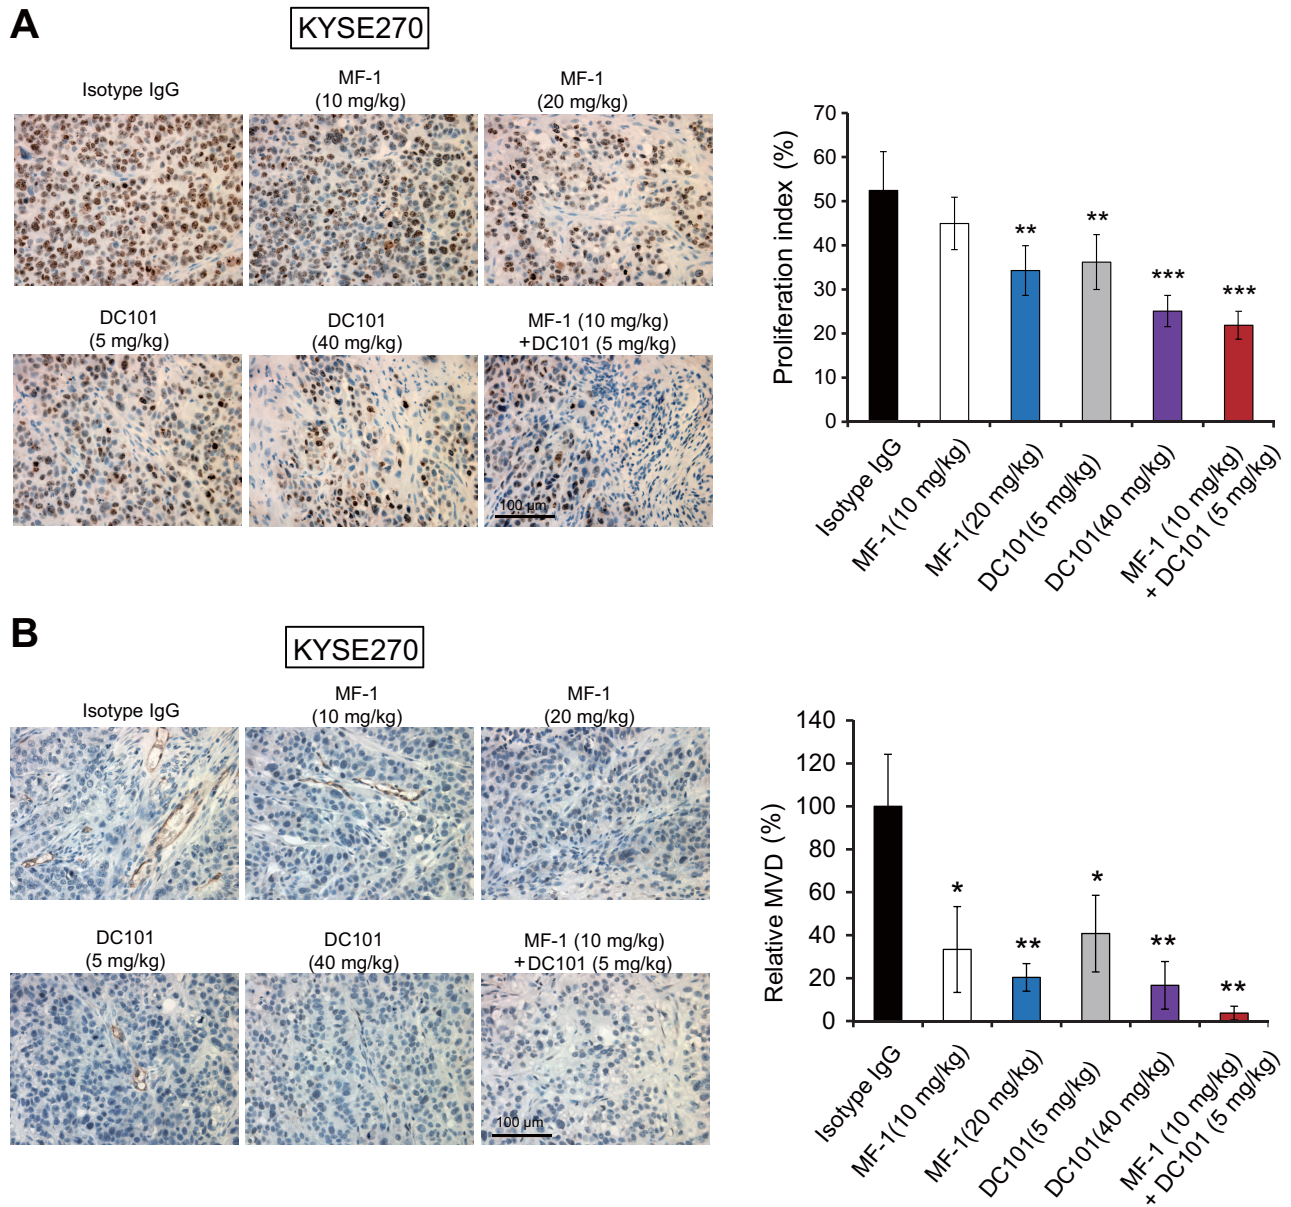 A
KYSE270
Isotype IgG
MF-1
(10 mg/kg)
MF-1
(20 mg/kg)
DC101
(5 mg/kg)
DC101
(40 mg/kg)
MF-1 (10 mg/kg)
+DC101 (5 mg/kg)
100 μm
Proliferation index (%)
70
60
50
40
30
20
10
0
**
**
***
***
Isotype IgG
MF-1(10 mg/kg)
MF-1(20 mg/kg)
DC101(5 mg/kg)
DC101(40 mg/kg)
MF-1 (10 mg/kg)
+ DC101 (5 mg/kg)
B
KYSE270
Isotype IgG
MF-1
(10 mg/kg)
MF-1
(20 mg/kg)
DC101
(5 mg/kg)
DC101
(40 mg/kg)
MF-1 (10 mg/kg)
+DC101 (5 mg/kg)
100 μm
Relative MVD (%)
140
120
100
80
60
40
20
0
*
**
*
**
**
Isotype IgG
MF-1(10 mg/kg)
MF-1(20 mg/kg)
DC101(5 mg/kg)
DC101(40 mg/kg)
MF-1 (10 mg/kg)
+ DC101 (5 mg/kg)